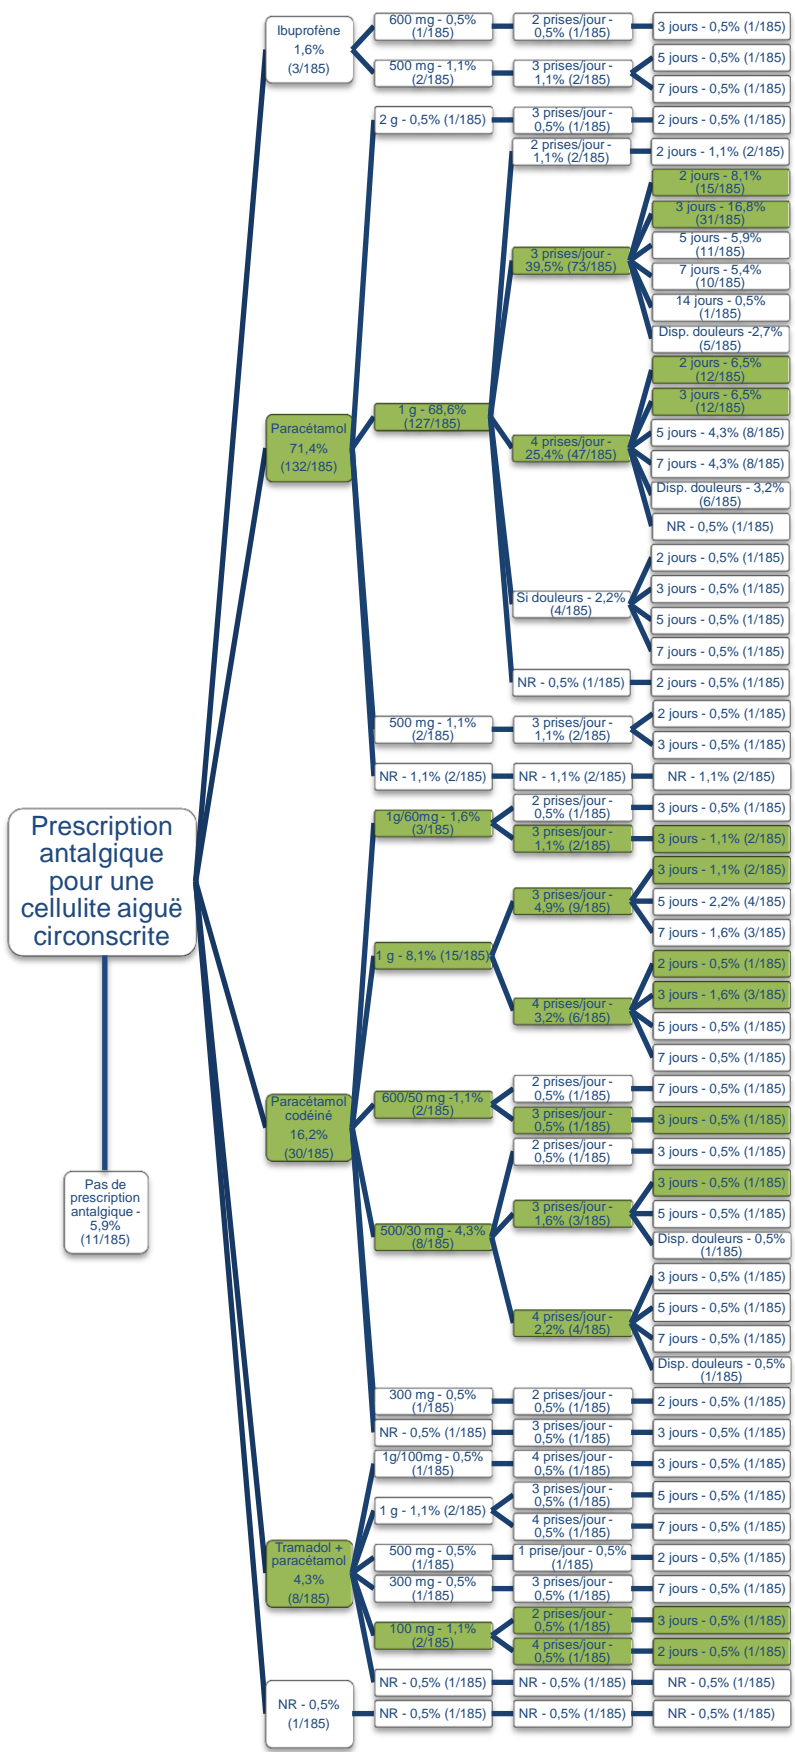 Prescription
antalgique
pour une
cellulite aiguë
circonscrite
Pas de
prescription
antalgique -
5,9%
(11/185)
Ibuprofène
1,6%
(3/185)
600 mg - 0,5%
(1/185)
2 prises/jour -
0,5% (1/185)
3 jours - 0,5% (1/185)
500 mg - 1,1%
(2/185)
3 prises/jour -
1,1% (2/185)
5 jours - 0,5% (1/185)
7 jours - 0,5% (1/185)
Paracétamol
71,4%
(132/185)
2 g - 0,5% (1/185)
3 prises/jour -
0,5% (1/185)
2 jours - 0,5% (1/185)
1 g - 68,6%
(127/185)
2 prises/jour -
1,1% (2/185)
2 jours - 1,1% (2/185)
3 prises/jour -
39,5% (73/185)
2 jours - 8,1%
(15/185)
3 jours - 16,8%
(31/185)
5 jours - 5,9%
(11/185)
7 jours - 5,4%
(10/185)
14 jours - 0,5%
(1/185)
Disp. douleurs -2,7%
(5/185)
4 prises/jour -
25,4% (47/185)
2 jours - 6,5%
(12/185)
3 jours - 6,5%
(12/185)
5 jours - 4,3% (8/185)
7 jours - 4,3% (8/185)
Disp. douleurs - 3,2%
(6/185)
NR - 0,5% (1/185)
Si douleurs - 2,2%
(4/185)
2 jours - 0,5% (1/185)
3 jours - 0,5% (1/185)
5 jours - 0,5% (1/185)
7 jours - 0,5% (1/185)
NR - 0,5% (1/185)
2 jours - 0,5% (1/185)
500 mg - 1,1%
(2/185)
3 prises/jour -
1,1% (2/185)
2 jours - 0,5% (1/185)
3 jours - 0,5% (1/185)
NR - 1,1% (2/185)
NR - 1,1% (2/185)
NR - 1,1% (2/185)
Paracétamol
codéiné
16,2%
(30/185)
1g/60mg - 1,6%
(3/185)
2 prises/jour -
0,5% (1/185)
3 jours - 0,5% (1/185)
3 prises/jour -
1,1% (2/185)
3 jours - 1,1% (2/185)
1 g - 8,1% (15/185)
3 prises/jour -
4,9% (9/185)
3 jours - 1,1% (2/185)
5 jours - 2,2% (4/185)
7 jours - 1,6% (3/185)
4 prises/jour -
3,2% (6/185)
2 jours - 0,5% (1/185)
3 jours - 1,6% (3/185)
5 jours - 0,5% (1/185)
7 jours - 0,5% (1/185)
600/50 mg -1,1%
(2/185)
2 prises/jour -
0,5% (1/185)
7 jours - 0,5% (1/185)
3 prises/jour -
0,5% (1/185)
3 jours - 0,5% (1/185)
500/30 mg - 4,3%
(8/185)
2 prises/jour -
0,5% (1/185)
3 jours - 0,5% (1/185)
3 prises/jour -
1,6% (3/185)
3 jours - 0,5% (1/185)
5 jours - 0,5% (1/185)
Disp. douleurs - 0,5%
(1/185)
4 prises/jour -
2,2% (4/185)
3 jours - 0,5% (1/185)
5 jours - 0,5% (1/185)
7 jours - 0,5% (1/185)
Disp. douleurs - 0,5%
(1/185)
300 mg - 0,5%
(1/185)
2 prises/jour -
0,5% (1/185)
2 jours - 0,5% (1/185)
NR - 0,5% (1/185)
3 prises/jour -
0,5% (1/185)
3 jours - 0,5% (1/185)
Tramadol +
paracétamol
4,3%
(8/185)
1g/100mg - 0,5%
(1/185)
4 prises/jour -
0,5% (1/185)
3 jours - 0,5% (1/185)
1 g - 1,1% (2/185)
3 prises/jour -
0,5% (1/185)
5 jours - 0,5% (1/185)
4 prises/jour -
0,5% (1/185)
7 jours - 0,5% (1/185)
500 mg - 0,5%
(1/185)
1 prise/jour - 0,5%
(1/185)
2 jours - 0,5% (1/185)
300 mg - 0,5%
(1/185)
3 prises/jour -
0,5% (1/185)
7 jours - 0,5% (1/185)
100 mg - 1,1%
(2/185)
2 prises/jour -
0,5% (1/185)
3 jours - 0,5% (1/185)
4 prises/jour -
0,5% (1/185)
2 jours - 0,5% (1/185)
NR - 0,5% (1/185)
NR - 0,5% (1/185)
NR - 0,5% (1/185)
NR - 0,5%
(1/185)
NR - 0,5% (1/185)
NR - 0,5% (1/185)
NR - 0,5% (1/185)